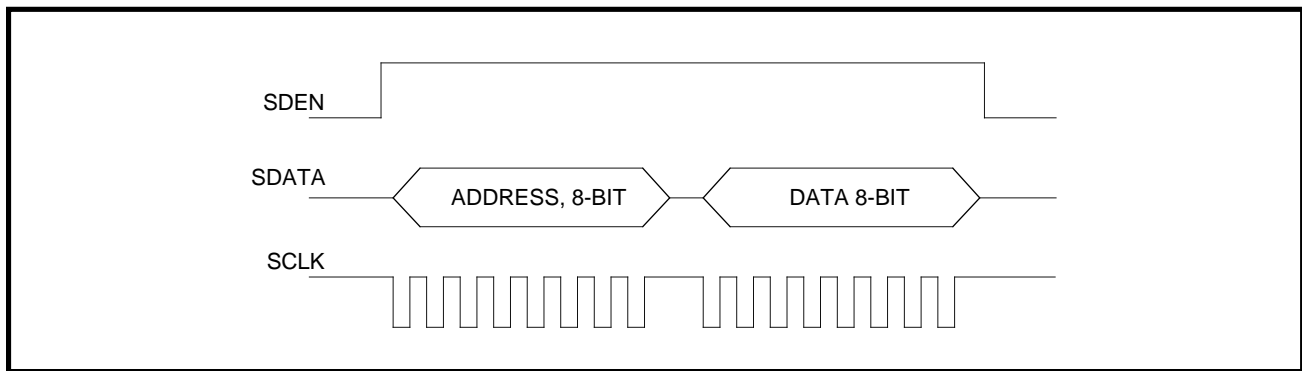 SDEN
SDATA
ADDRESS, 8-BIT
DATA 8-BIT
SCLK